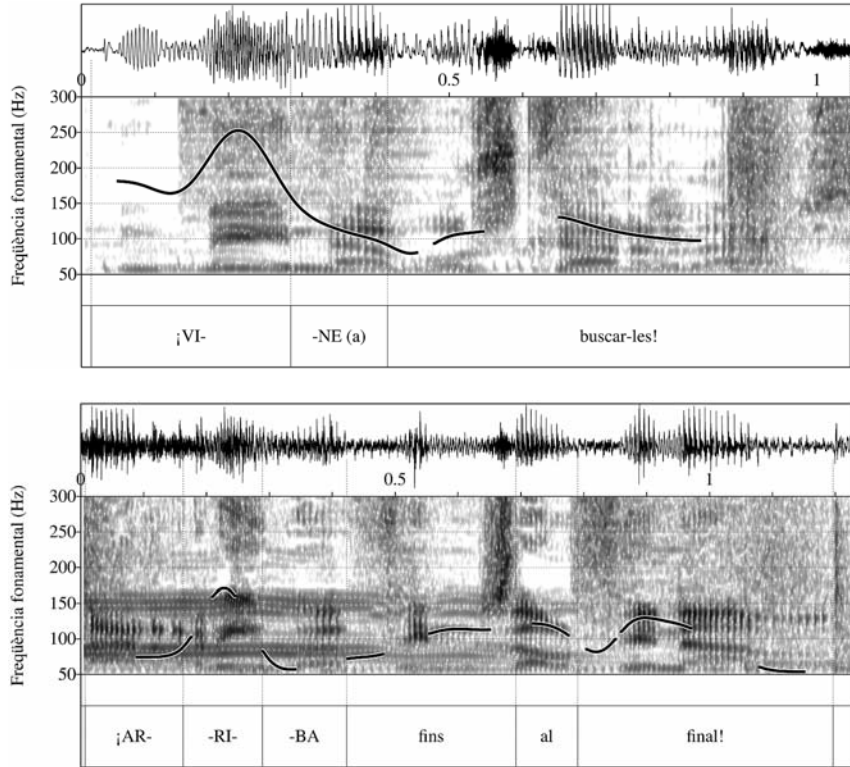 0 0.5 1
300
250
200
150
100
50
Freqüència fonamental (Hz)
¡VI- -NE (a) buscar-les!
0 0.5 1
300
250
200
150
100
50
Freqüència fonamental (Hz)
¡AR- -RI- -BA fins al final!